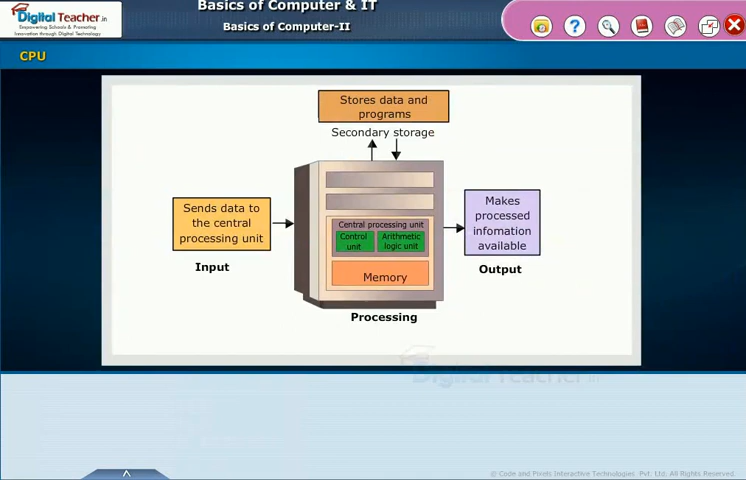 Digital Teacher.in
Empowering Schools & Promoting
Innovation through Digital Technology
Basics of Computer & IT
Basics of Computer-II
CPU
Stores data and
programs
Secondary storage
Sends data to
the central
processing unit
Input
Central processing unit
Control
unit
Arithmetic
logic unit
Memory
Processing
Makes
processed
infomation
available
Output
Digital Teacher.in
© Code and Pixels Interactive Technologies Pvt. Ltd. All Rights Reserved.